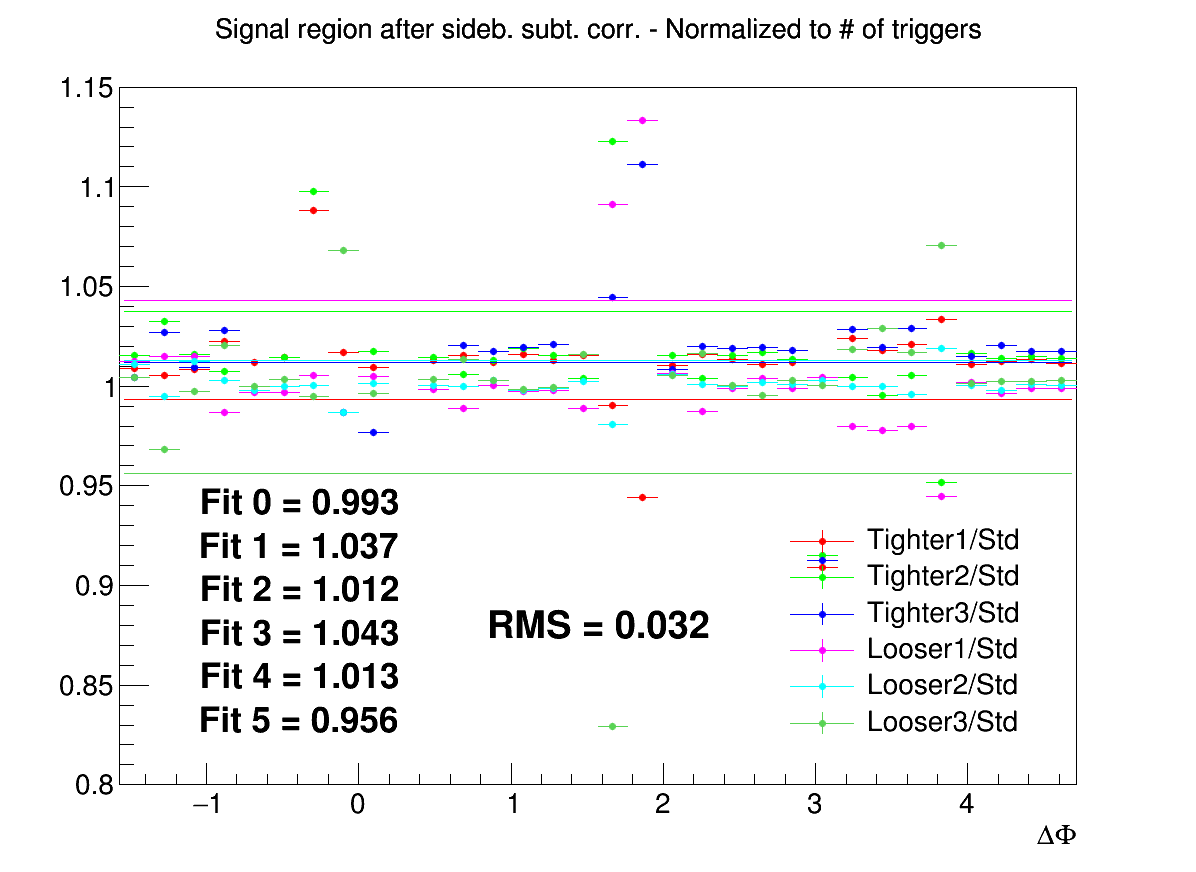 Signal region after sideb. subt. corr. - Normalized to # of triggers
1.15
1.1
1.05
1
0.95
0.9
0.85
0.8
Fit 0 = 0.993
Fit 1 = 1.037
Fit 2 = 1.012
Fit 3 = 1.043
Fit 4 = 1.013
Fit 5 = 0.956
RMS = 0.032
Tighter1/Std
Tighter2/Std
Tighter3/Std
Looser1/Std
Looser2/Std
Looser3/Std
−1 0 1 2 3 4
ΔΦ